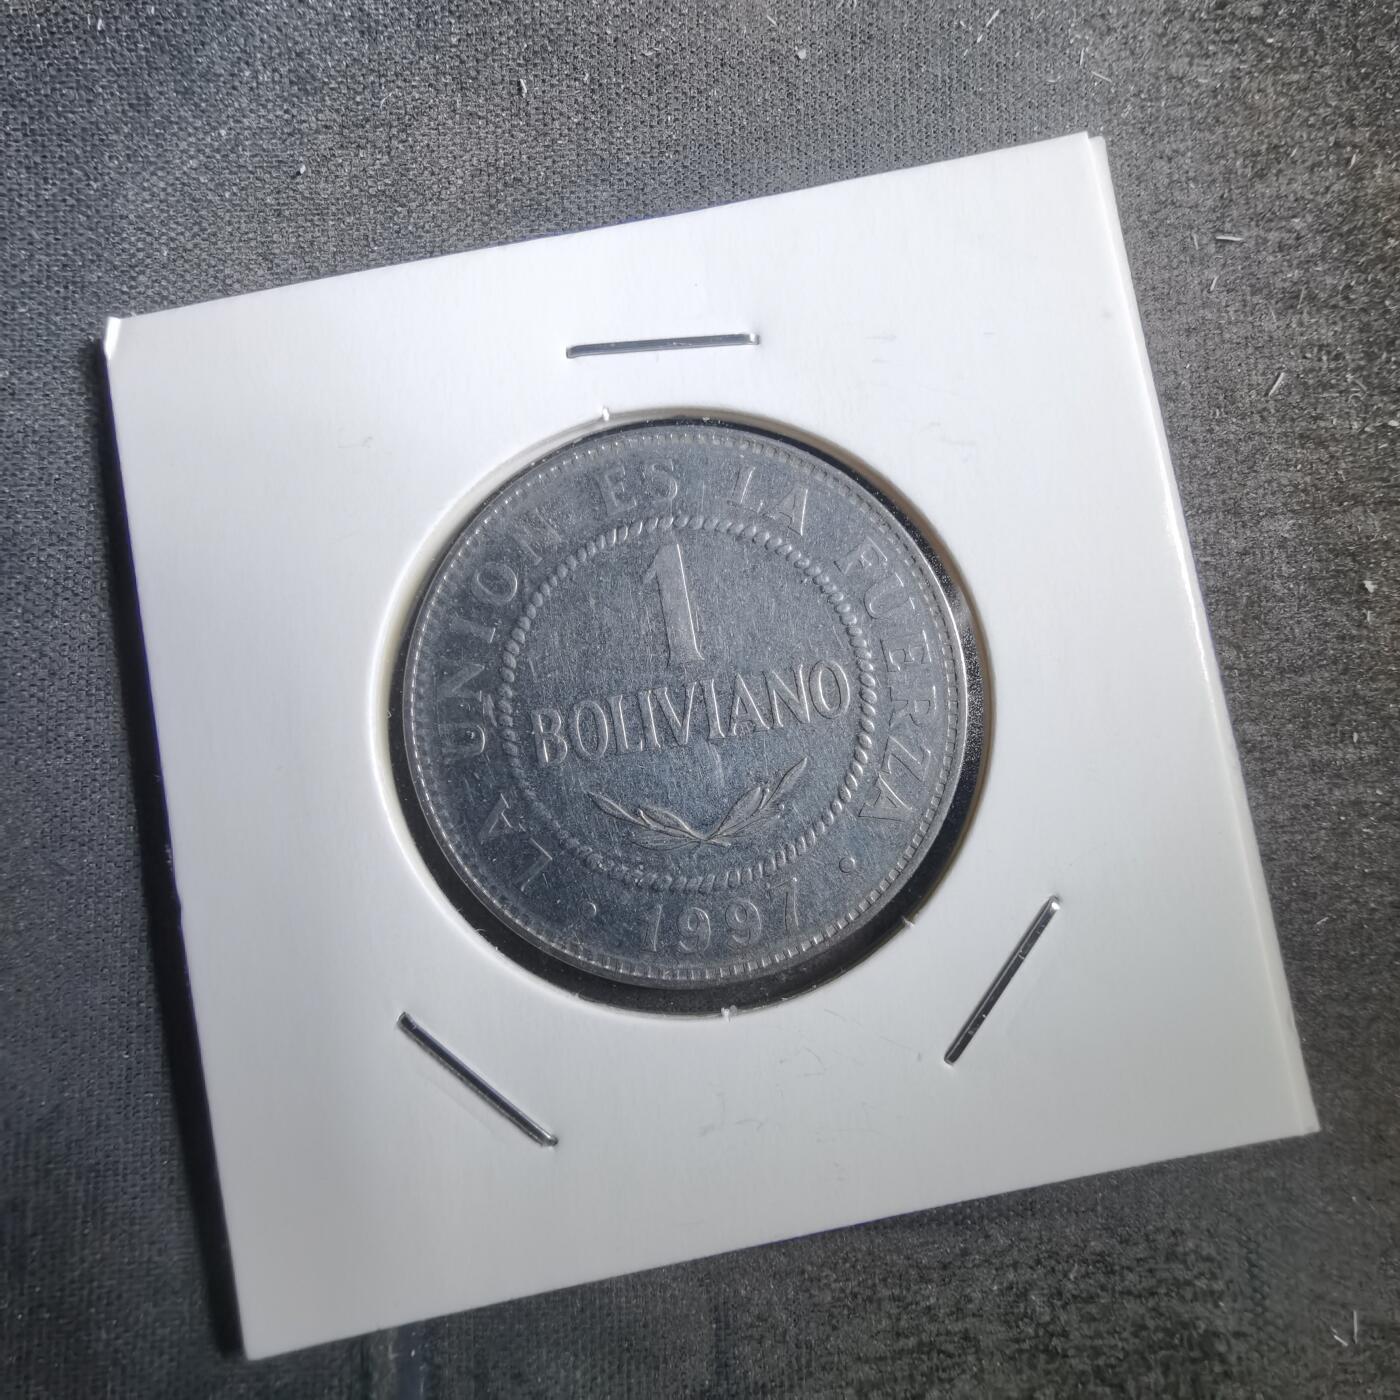 LA UNION ES LA FUERZA
1
BOLIVIANO
1997